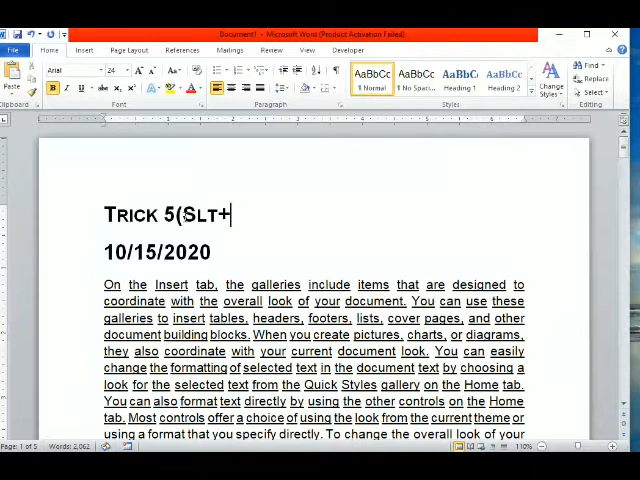 Document1 - Microsoft Word (Product Activation Failed)
File Home Insert Page Layout References Mailings Review View Developer
Paste
Arial 24
AaBbCc AaBbCc AaBbC AaBbCc
¶ Normal ¶ No Spaci... Heading 1 Heading 2
Change Styles
Find
Replace
Select
Clipboard Font Paragraph Styles Editing
TRICK 5(SLT+
10/15/2020
On the Insert tab, the galleries include items that are designed to
coordinate with the overall look of your document. You can use these
galleries to insert tables, headers, footers, lists, cover pages, and other
document building blocks. When you create pictures, charts, or diagrams,
they also coordinate with your current document look. You can easily
change the formatting of selected text in the document text by choosing a
look for the selected text from the Quick Styles gallery on the Home tab.
You can also format text directly by using the other controls on the Home
tab. Most controls offer a choice of using the look from the current theme or
using a format that you specify directly. To change the overall look of your
Page: 1 of 5 Words: 2,062 110%